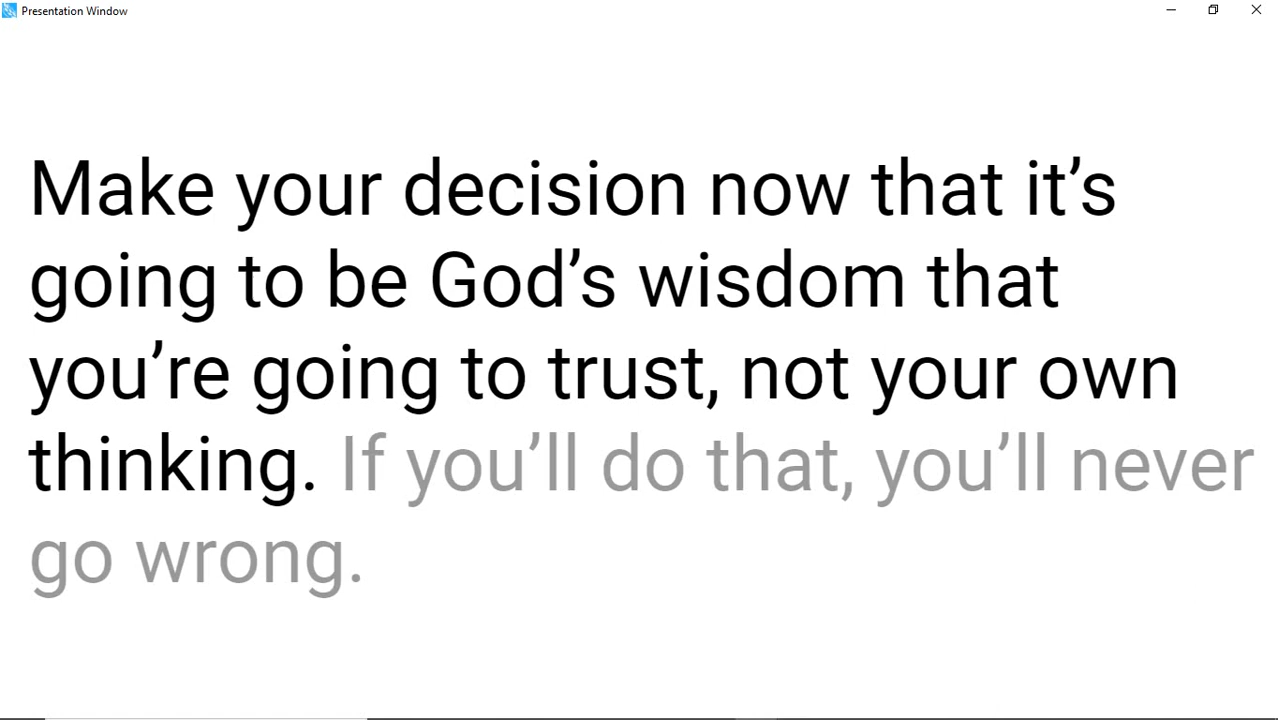 Presentation Window
Make your decision now that it’s
going to be God’s wisdom that
you’re going to trust, not your own
thinking. If you’ll do that, you’ll never
go wrong.